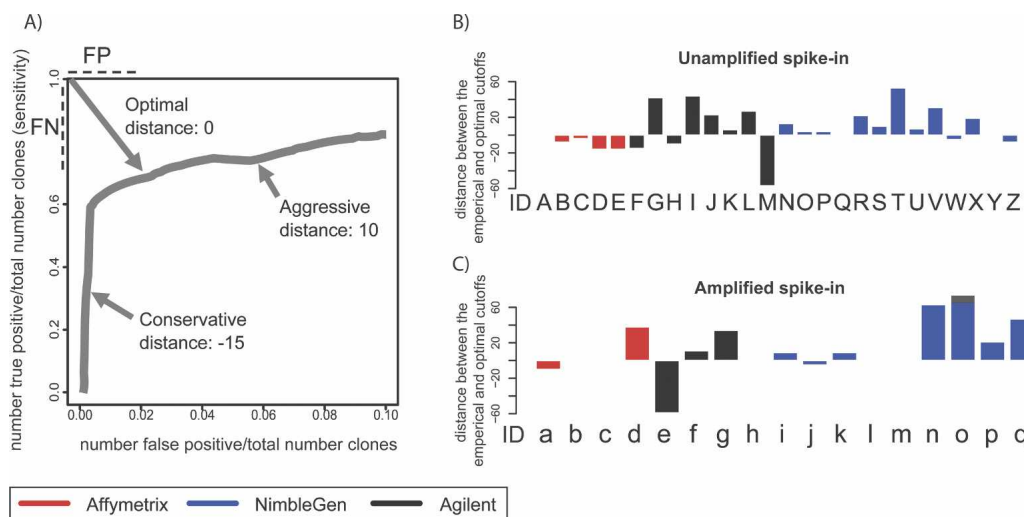 A)
FP
FN
number true positive/total number clones (sensitivity)
1.0
0.8
0.6
0.4
0.2
0.0
Optimal
distance: 0
Aggressive
distance: 10
Conservative
distance: -15
0.00 0.02 0.04 0.06 0.08 0.10
number false positive/total number clones
B)
Unamplified spike-in
distance between the
emperical and optimal cutoffs
60
20
-20
-60
ID A B C D E F G H I J K L M N O P Q R S T U V W X Y Z
C)
Amplified spike-in
distance between the
emperical and optimal cutoffs
60
20
-20
-60
ID a b c d e f g h i j k l m n o p q
Affymetrix NimbleGen Agilent